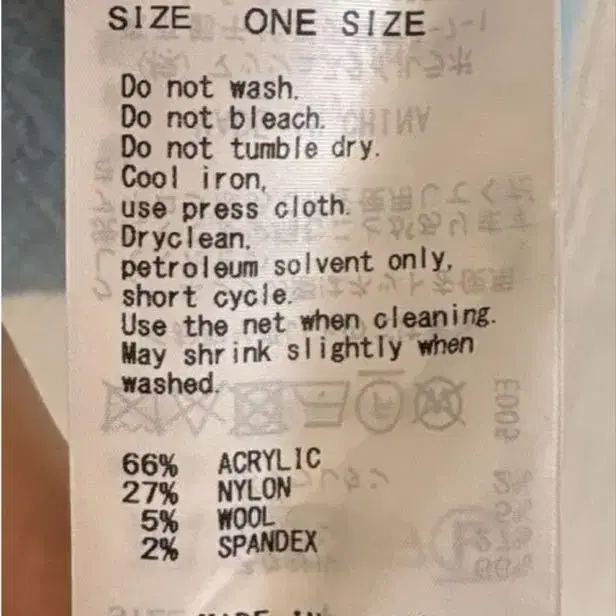 SIZE ONE SIZE
Do not wash.
Do not bleach.
Do not tumble dry.
Cool iron,
use press cloth.
Dryclean,
petroleum solvent only,
short cycle.
Use the net when cleaning.
May shrink slightly when
washed.
66% ACRYLIC
27% NYLON
5% WOOL
2% SPANDEX
MADE IN